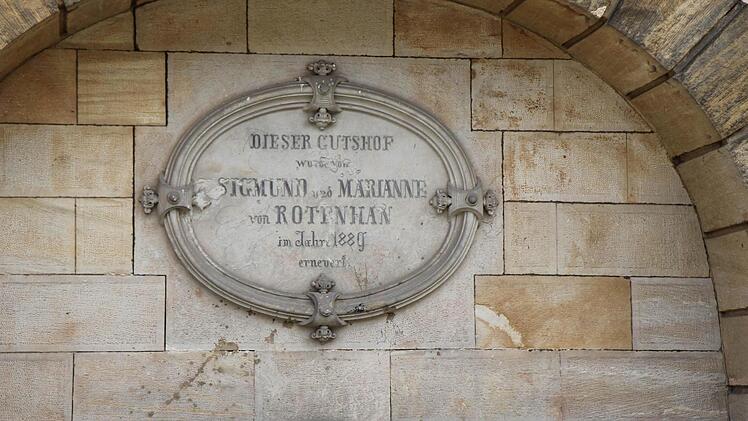 DIESER GUTSHOF
wurde von
SIGMUND und MARIANNE
von ROTENHAN
im Jahre 1889
erneuert.